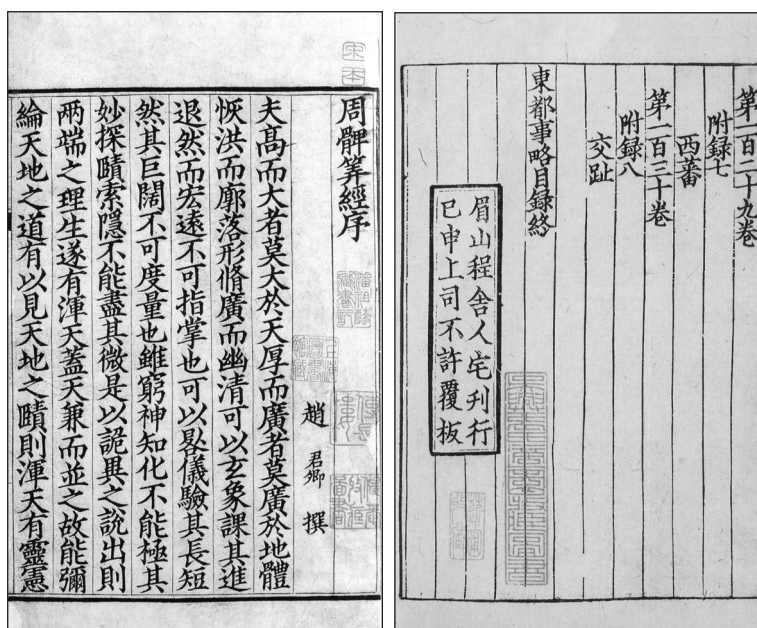 宋本
周髀筭經序
趙君卿撰
夫高而大者莫大於天厚而廣者莫廣於地體
恢洪而廓落形脩廣而幽清可以玄象課其進
退然而宏遠不可指掌也可以晷儀驗其長短
然其巨闊不可度量也雖窮神知化不能極其
妙探賾索隱不能盡其微是以詭異之說出則
兩端之理生遂有渾天蓋天兼而並之故能彌
綸天地之道有以見天地之賾則渾天有靈憲
第一百二十九卷
附録七
西蕃
第一百三十卷
附録八
交趾
東都事略目録終
眉山程舍人宅刊行
已申上司不許覆板